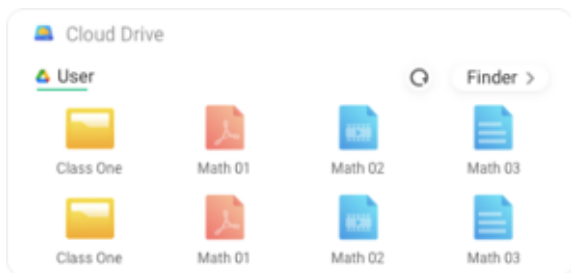 Cloud Drive
User Finder >
Class One Math 01 Math 02 Math 03
Class One Math 01 Math 02 Math 03